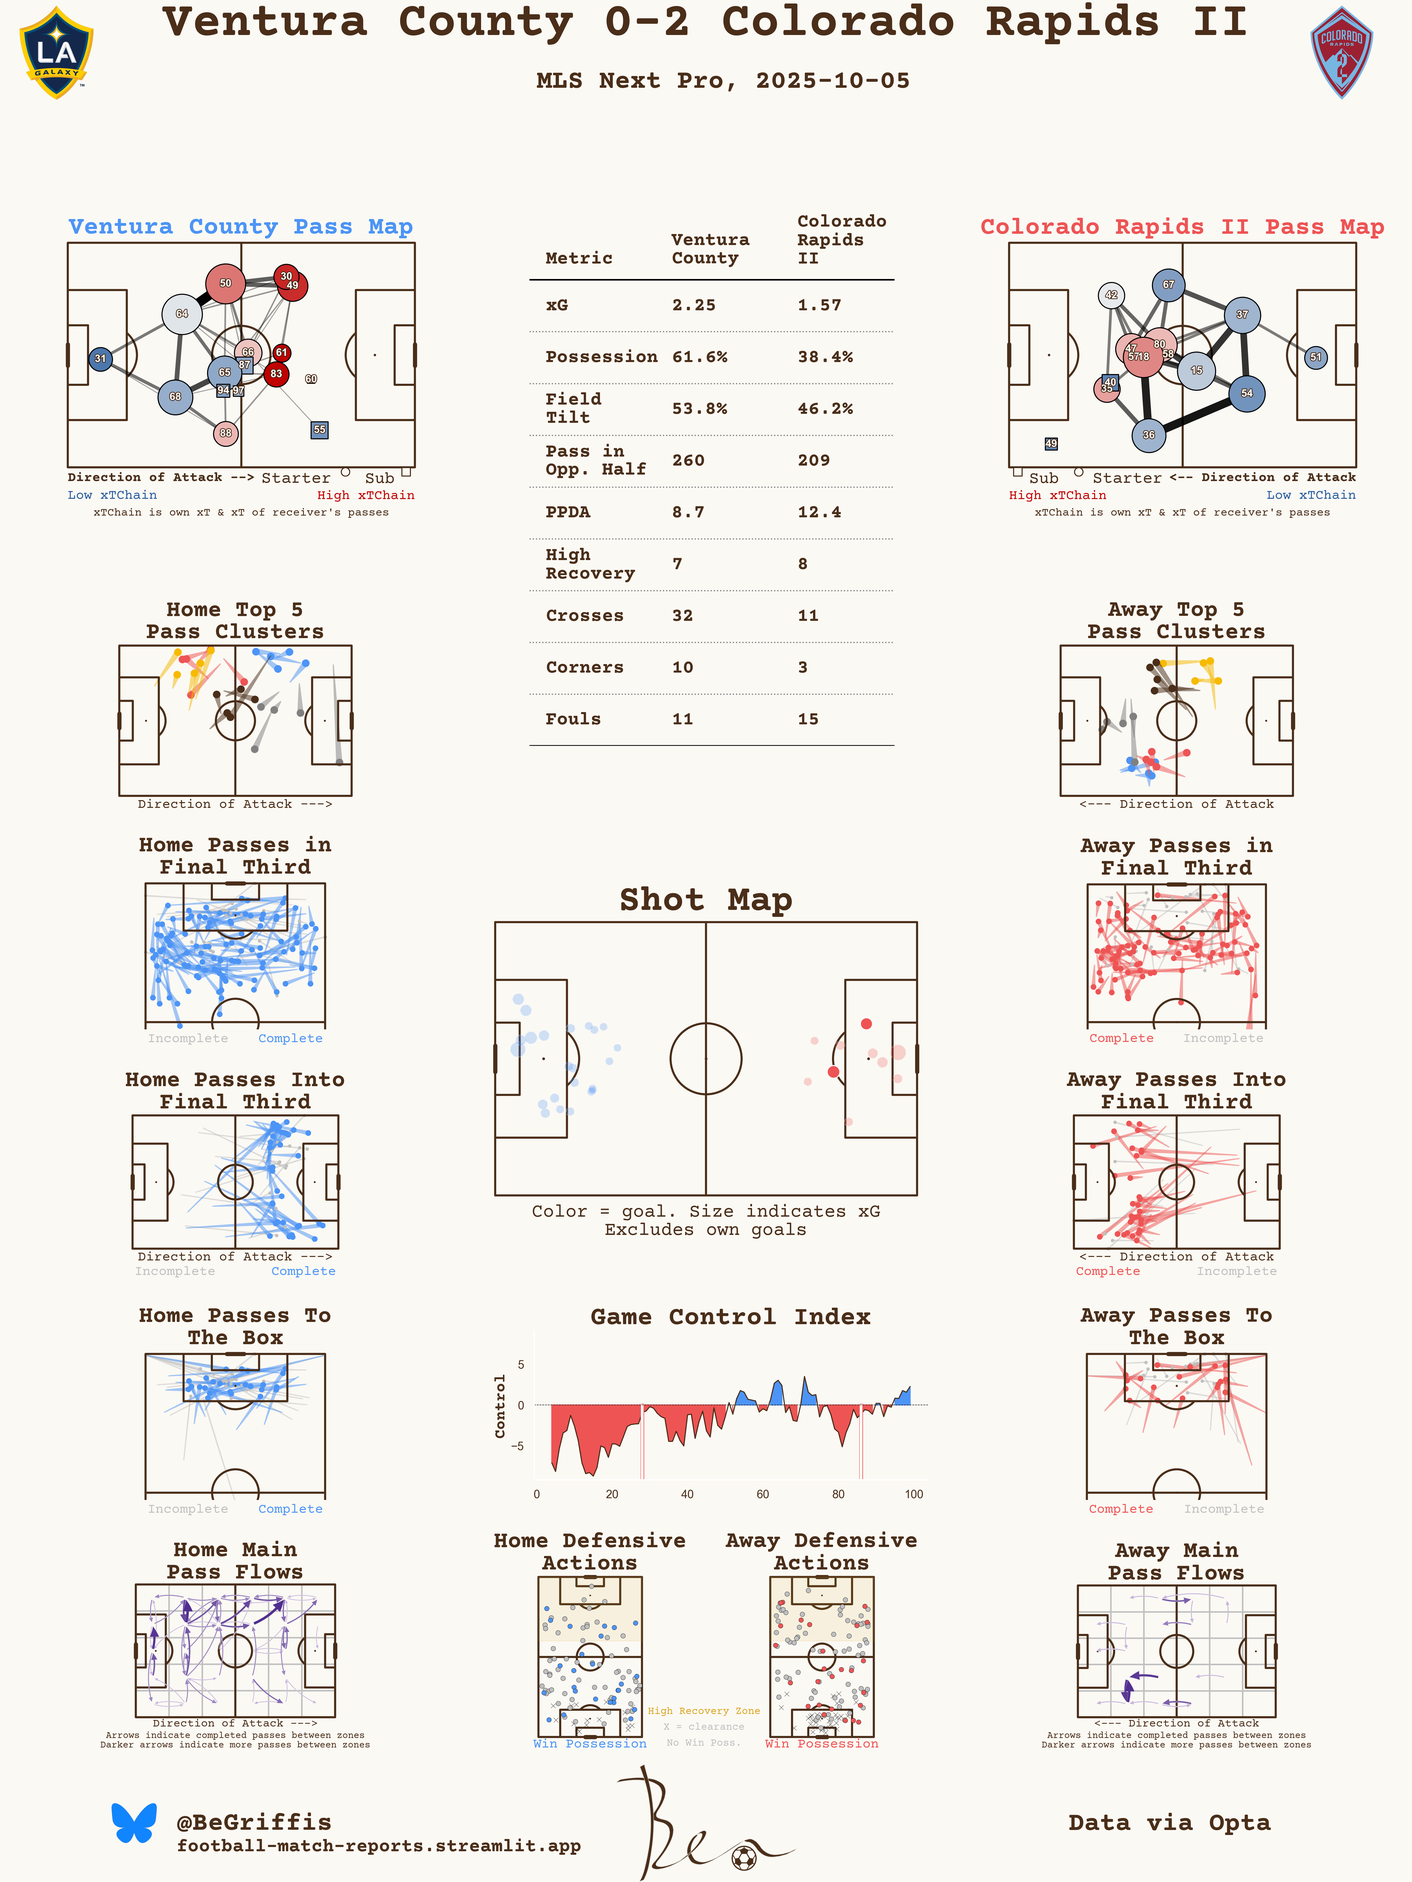 Ventura County 0-2 Colorado Rapids II
MLS Next Pro, 2025-10-05
LA
GALAXY
TM
COLORADO
RAPIDS
2
Ventura County Pass Map
50
30
49
64
66
61
31
87
65
83
60
94
97
68
88
55
Direction of Attack --> Starter Sub
Low xTChain High xTChain
xTChain is own xT & xT of receiver's passes
Metric Ventura County Colorado Rapids II
xG 2.25 1.57
Possession 61.6% 38.4%
Field Tilt 53.8% 46.2%
Pass in Opp. Half 260 209
PPDA 8.7 12.4
High Recovery 7 8
Crosses 32 11
Corners 10 3
Fouls 11 15
Colorado Rapids II Pass Map
42
67
37
47
80
58
57
18
51
15
40
35
54
36
49
Sub Starter <-- Direction of Attack
High xTChain Low xTChain
xTChain is own xT & xT of receiver's passes
Home Top 5
Pass Clusters
Direction of Attack --->
Away Top 5
Pass Clusters
<--- Direction of Attack
Home Passes in
Final Third
Incomplete Complete
Shot Map
Color = goal. Size indicates xG
Excludes own goals
Away Passes in
Final Third
Complete Incomplete
Home Passes Into
Final Third
Direction of Attack --->
Incomplete Complete
Away Passes Into
Final Third
<--- Direction of Attack
Complete Incomplete
Home Passes To
The Box
Incomplete Complete
Game Control Index
Control
5
0
−5
0 20 40 60 80 100
Away Passes To
The Box
Complete Incomplete
Home Main
Pass Flows
Direction of Attack --->
Arrows indicate completed passes between zones
Darker arrows indicate more passes between zones
Home Defensive
Actions
Win Possession
Away Defensive
Actions
Win Possession
High Recovery Zone
X = clearance
No Win Poss.
Away Main
Pass Flows
<--- Direction of Attack
Arrows indicate completed passes between zones
Darker arrows indicate more passes between zones
@BeGriffis
football-match-reports.streamlit.app
Ben
Data via Opta